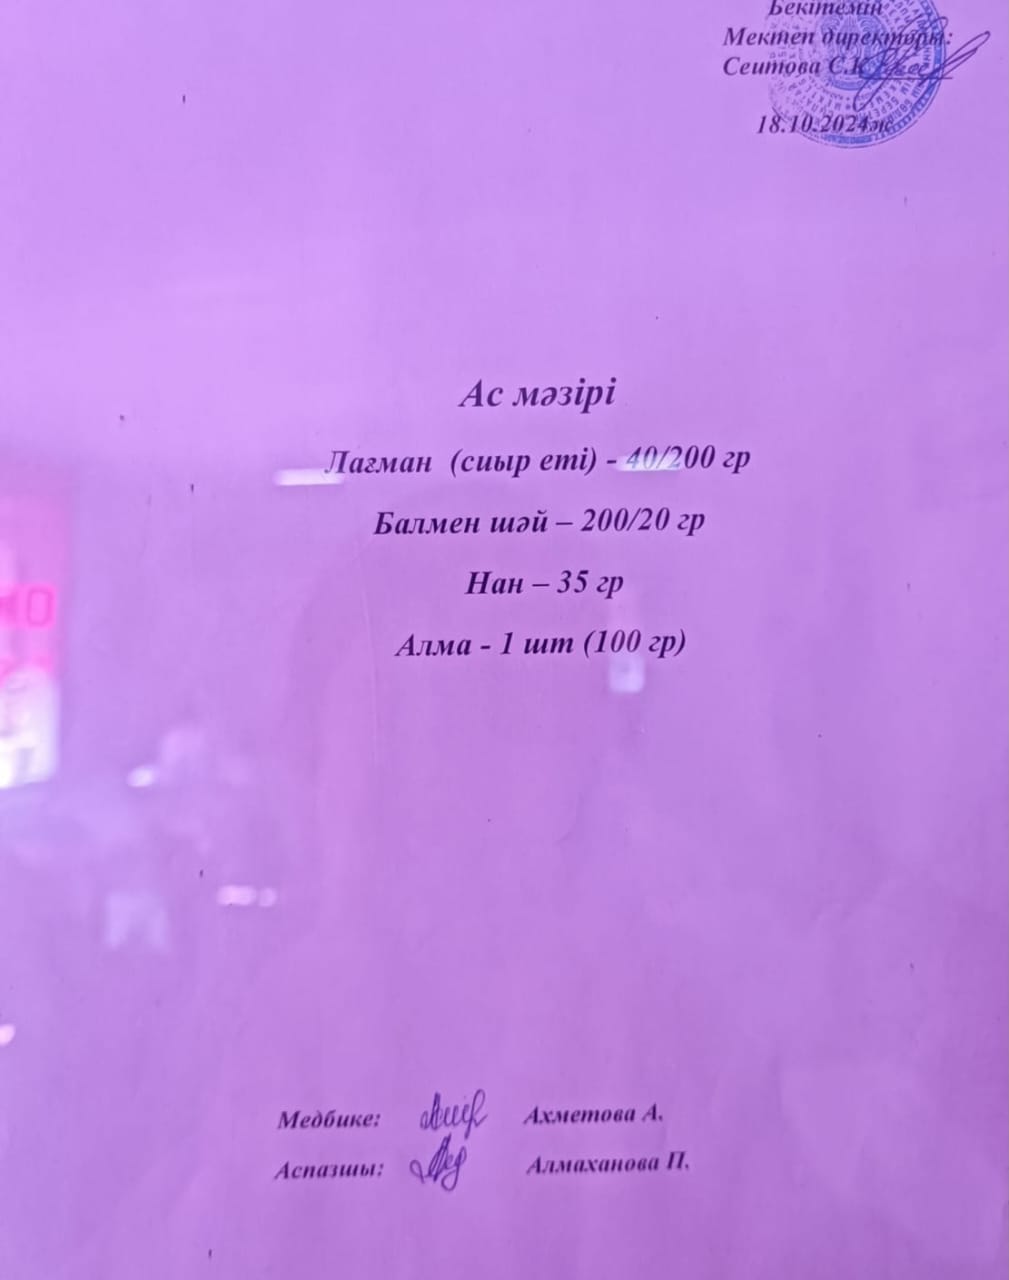 Бекітемін
Мектеп директоры:
Сеитова С.К
18.10.2024ж
Ас мәзірі
Лағман (сиыр еті) - 40/200 гр
Балмен шәй – 200/20 гр
Нан – 35 гр
Алма - 1 шт (100 гр)
Медбике: Ахметова А.
Аспазшы: Алмаханова П.